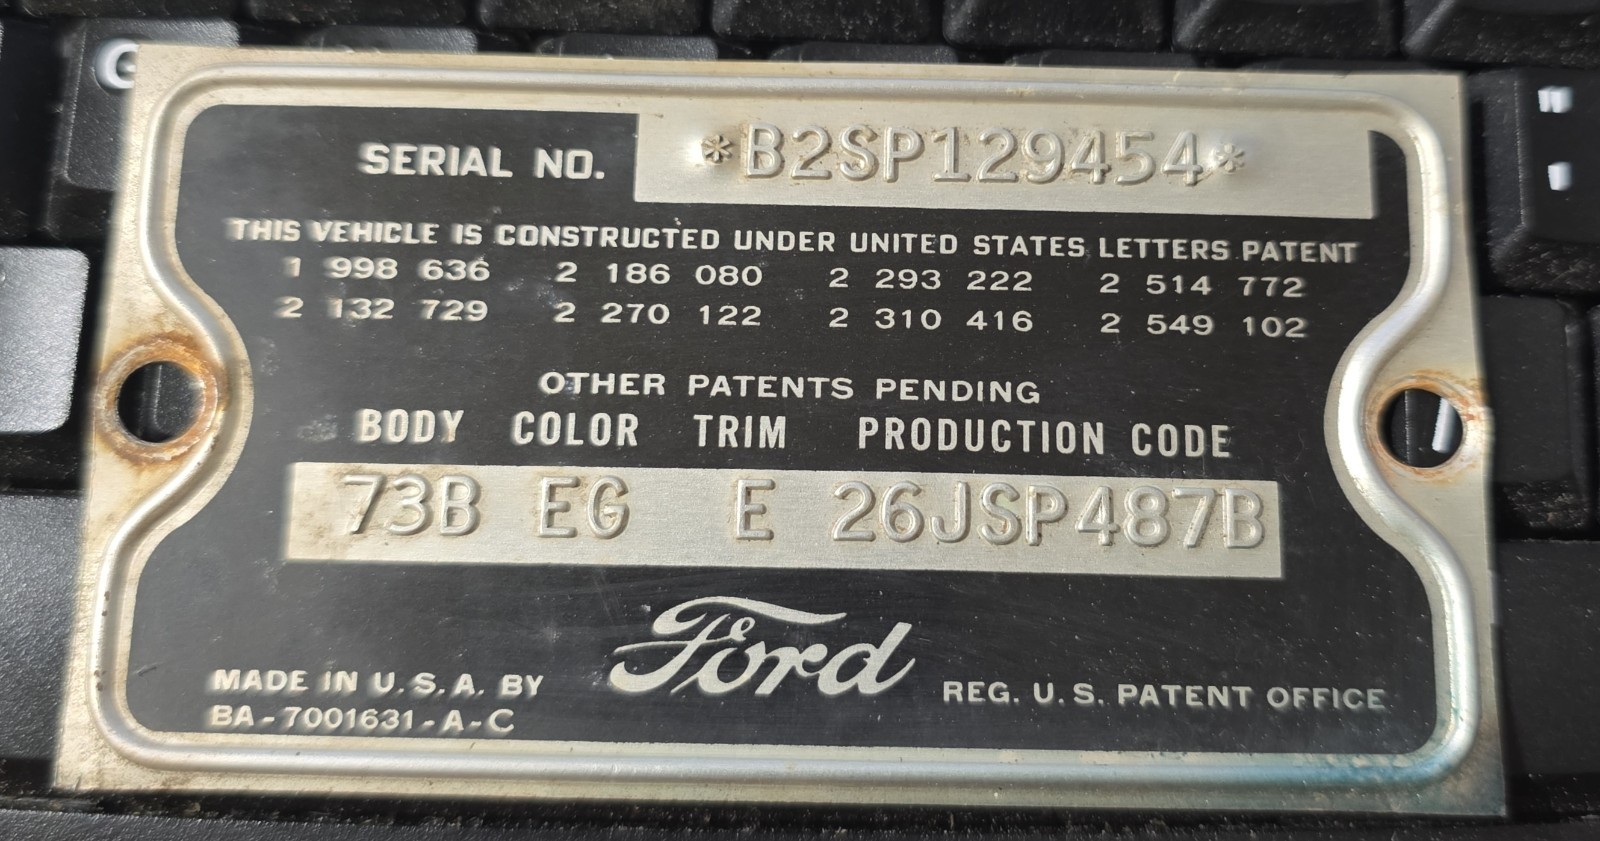 G
"
SERIAL NO. *B2SP129454*
THIS VEHICLE IS CONSTRUCTED UNDER UNITED STATES LETTERS PATENT
1 998 636 2 186 080 2 293 222 2 514 772
2 132 729 2 270 122 2 310 416 2 549 102
OTHER PATENTS PENDING
BODY COLOR TRIM PRODUCTION CODE
73B EG E 26JSP487B
Ford
MADE IN U.S.A. BY
REG. U.S. PATENT OFFICE
BA-7001631-A-C